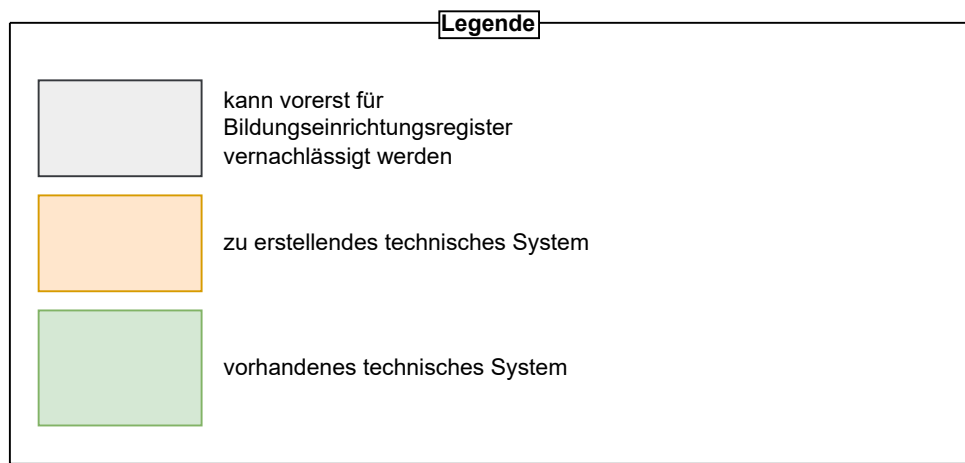 Legende
kann vorerst für
Bildungseinrichtungsregister
vernachlässigt werden
zu erstellendes technisches System
vorhandenes technisches System